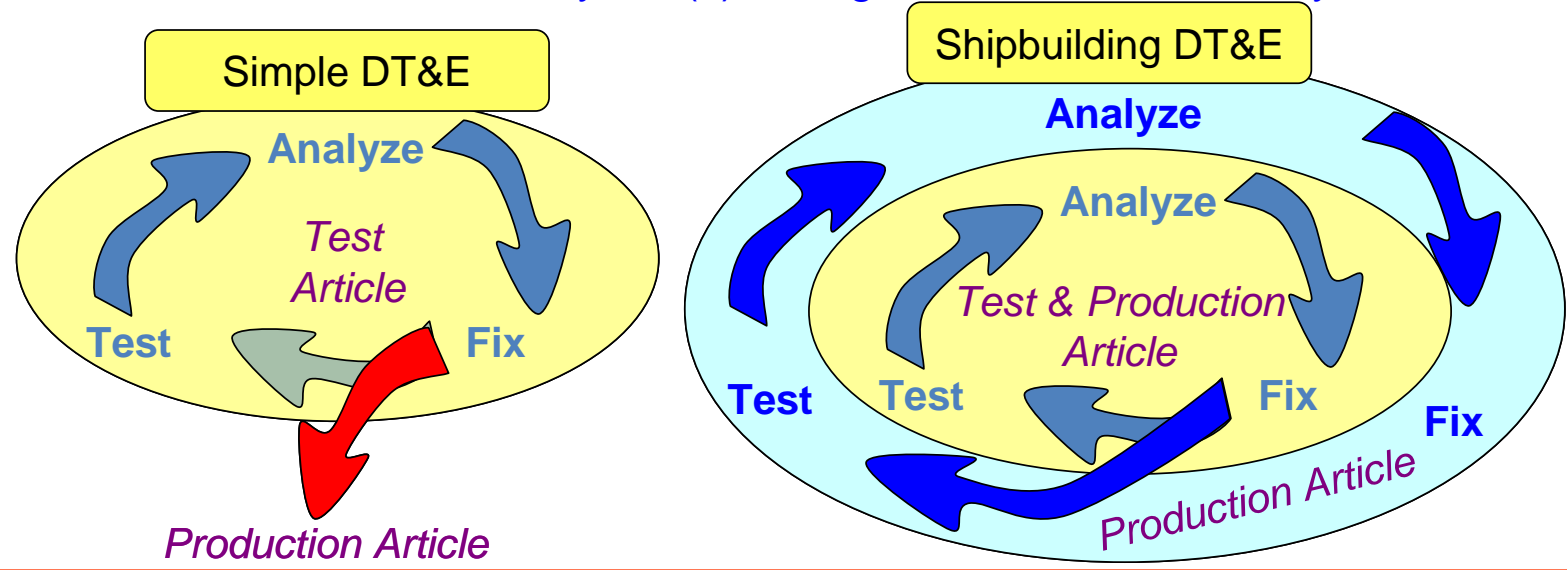 Simple DT&E
Analyze
Test
Article
Test
Fix
Production Article
Shipbuilding DT&E
Analyze
Analyze
Test & Production
Article
Test
Test
Fix
Fix
Production Article